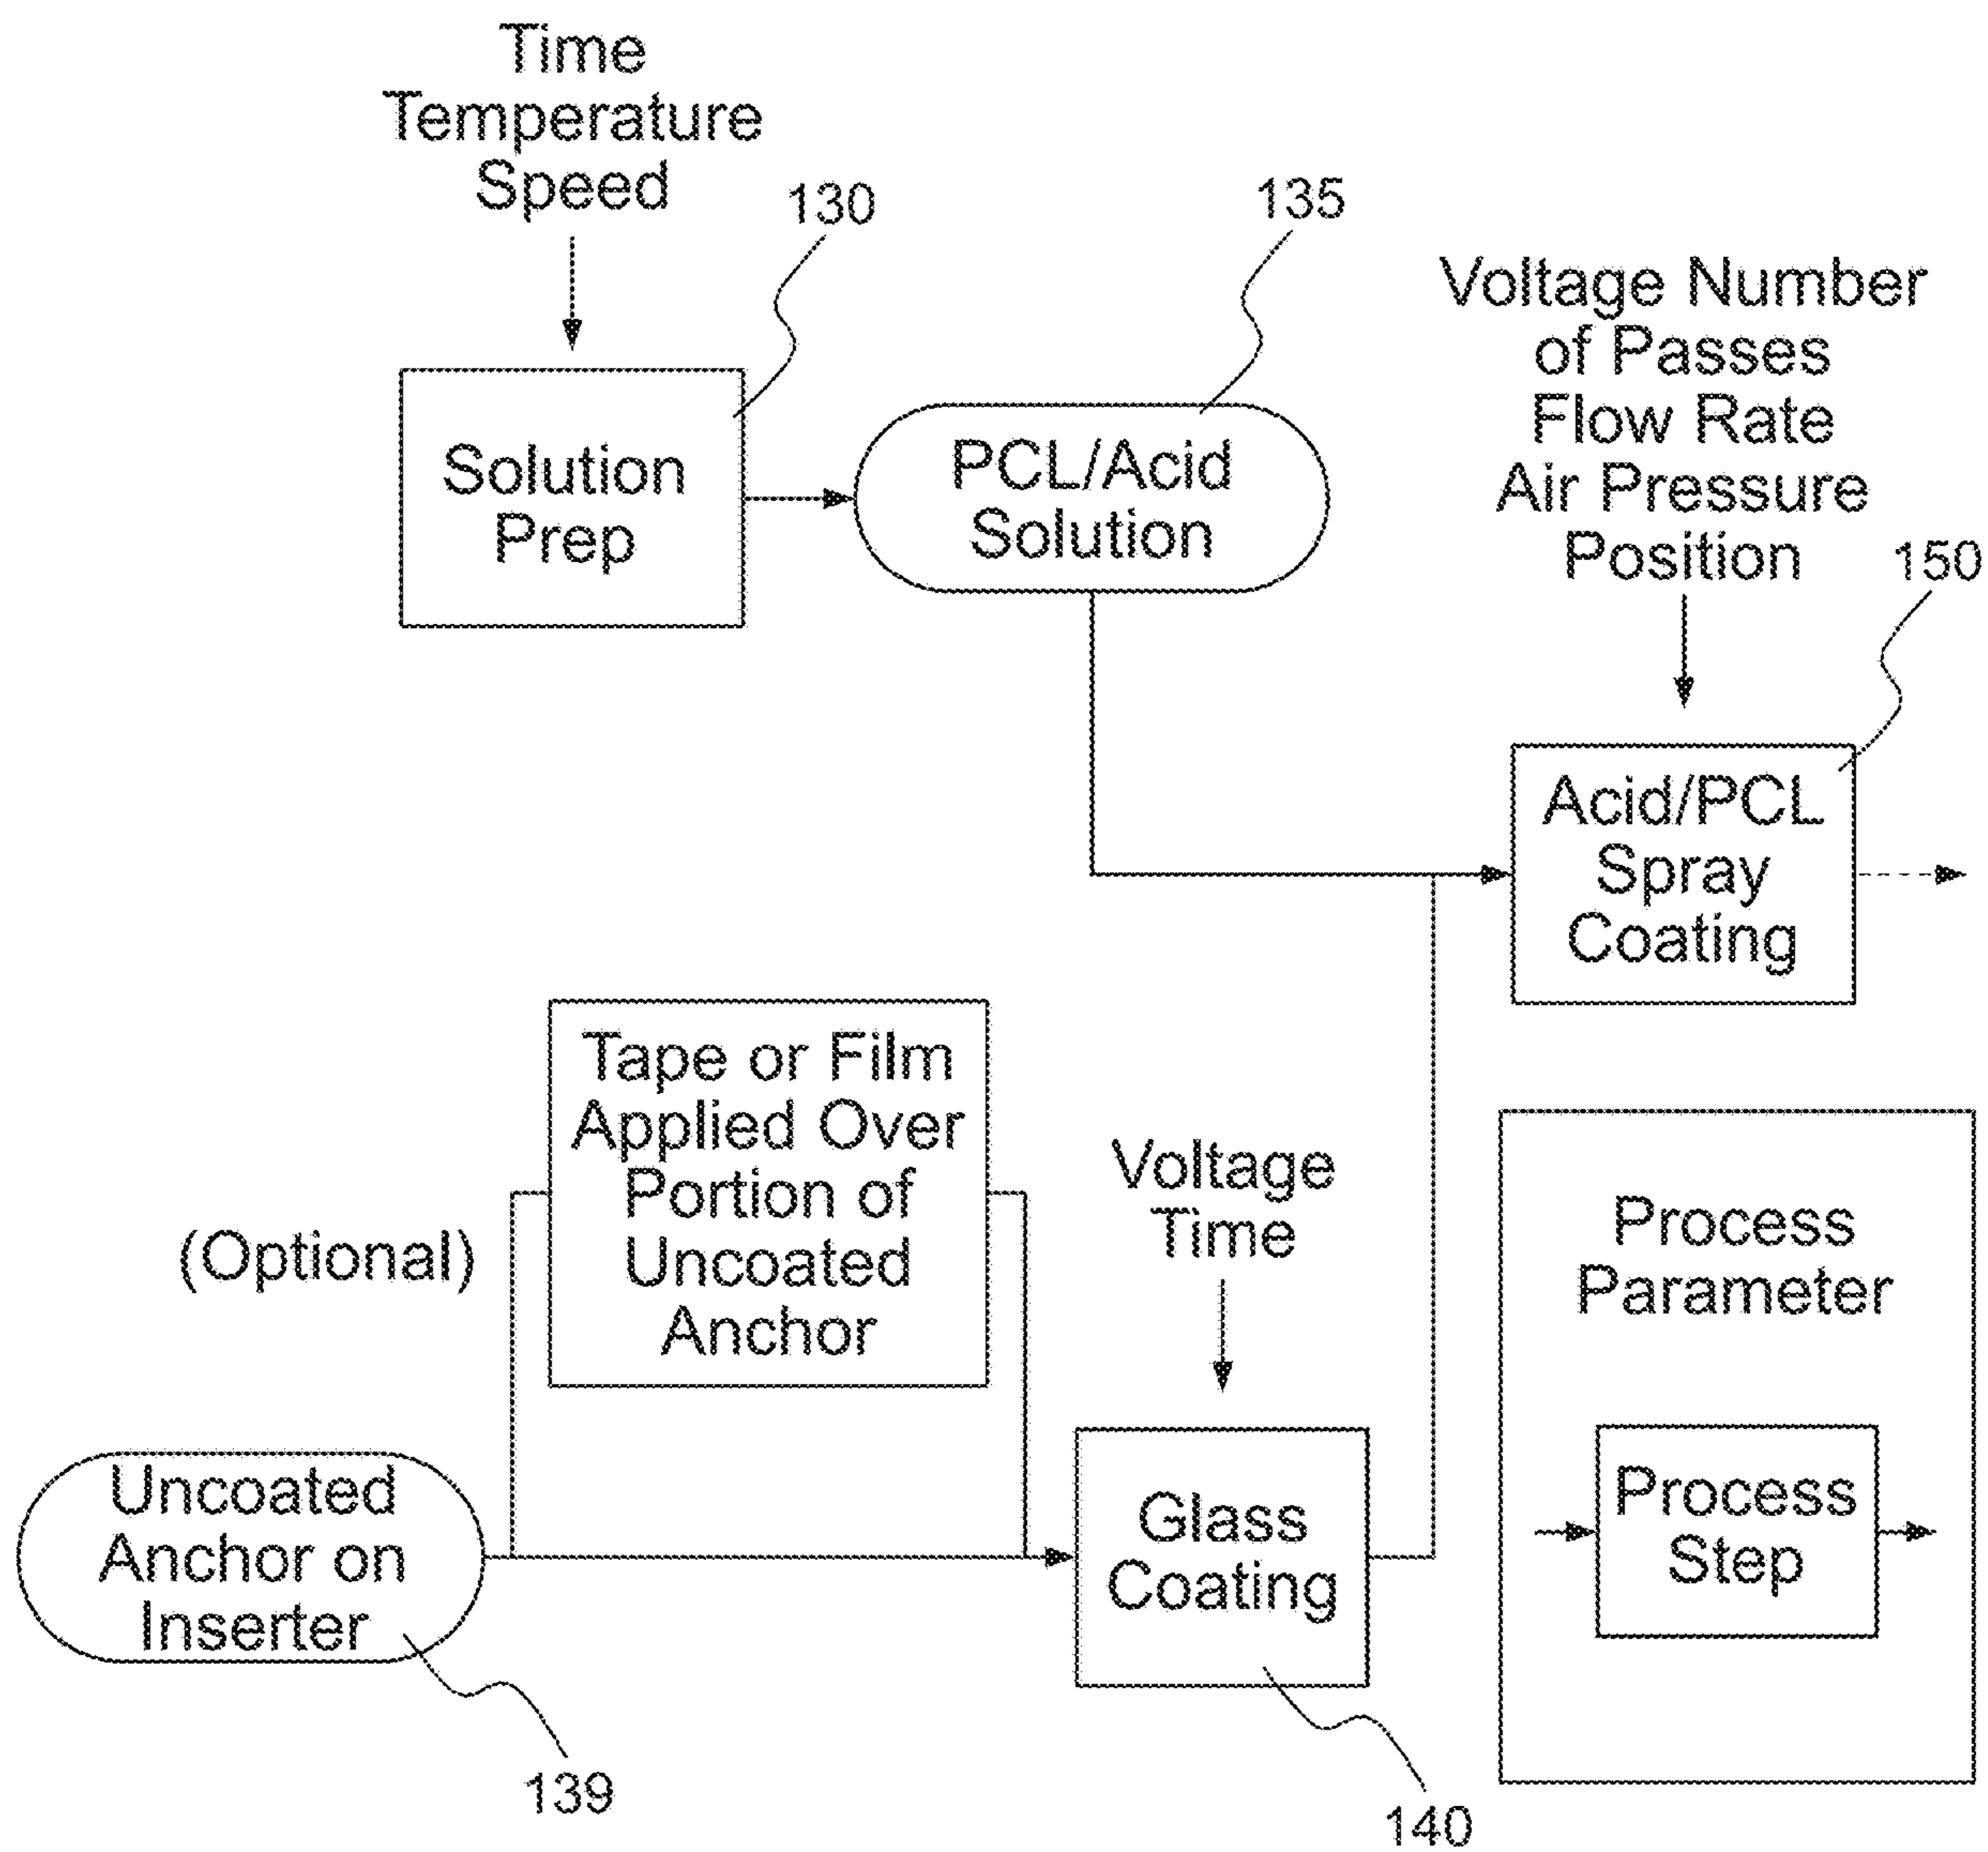 Time
Temperature
Speed
130
135
Voltage Number
of Passes
Flow Rate
Air Pressure
Position
150
Solution
Prep
PCL/Acid
Solution
Acid/PCL
Spray
Coating
Tape or Film
Applied Over
Portion of
Uncoated
Anchor
(Optional)
Voltage
Time
Process
Parameter
Process
Step
Uncoated
Anchor on
Inserter
Glass
Coating
139
140